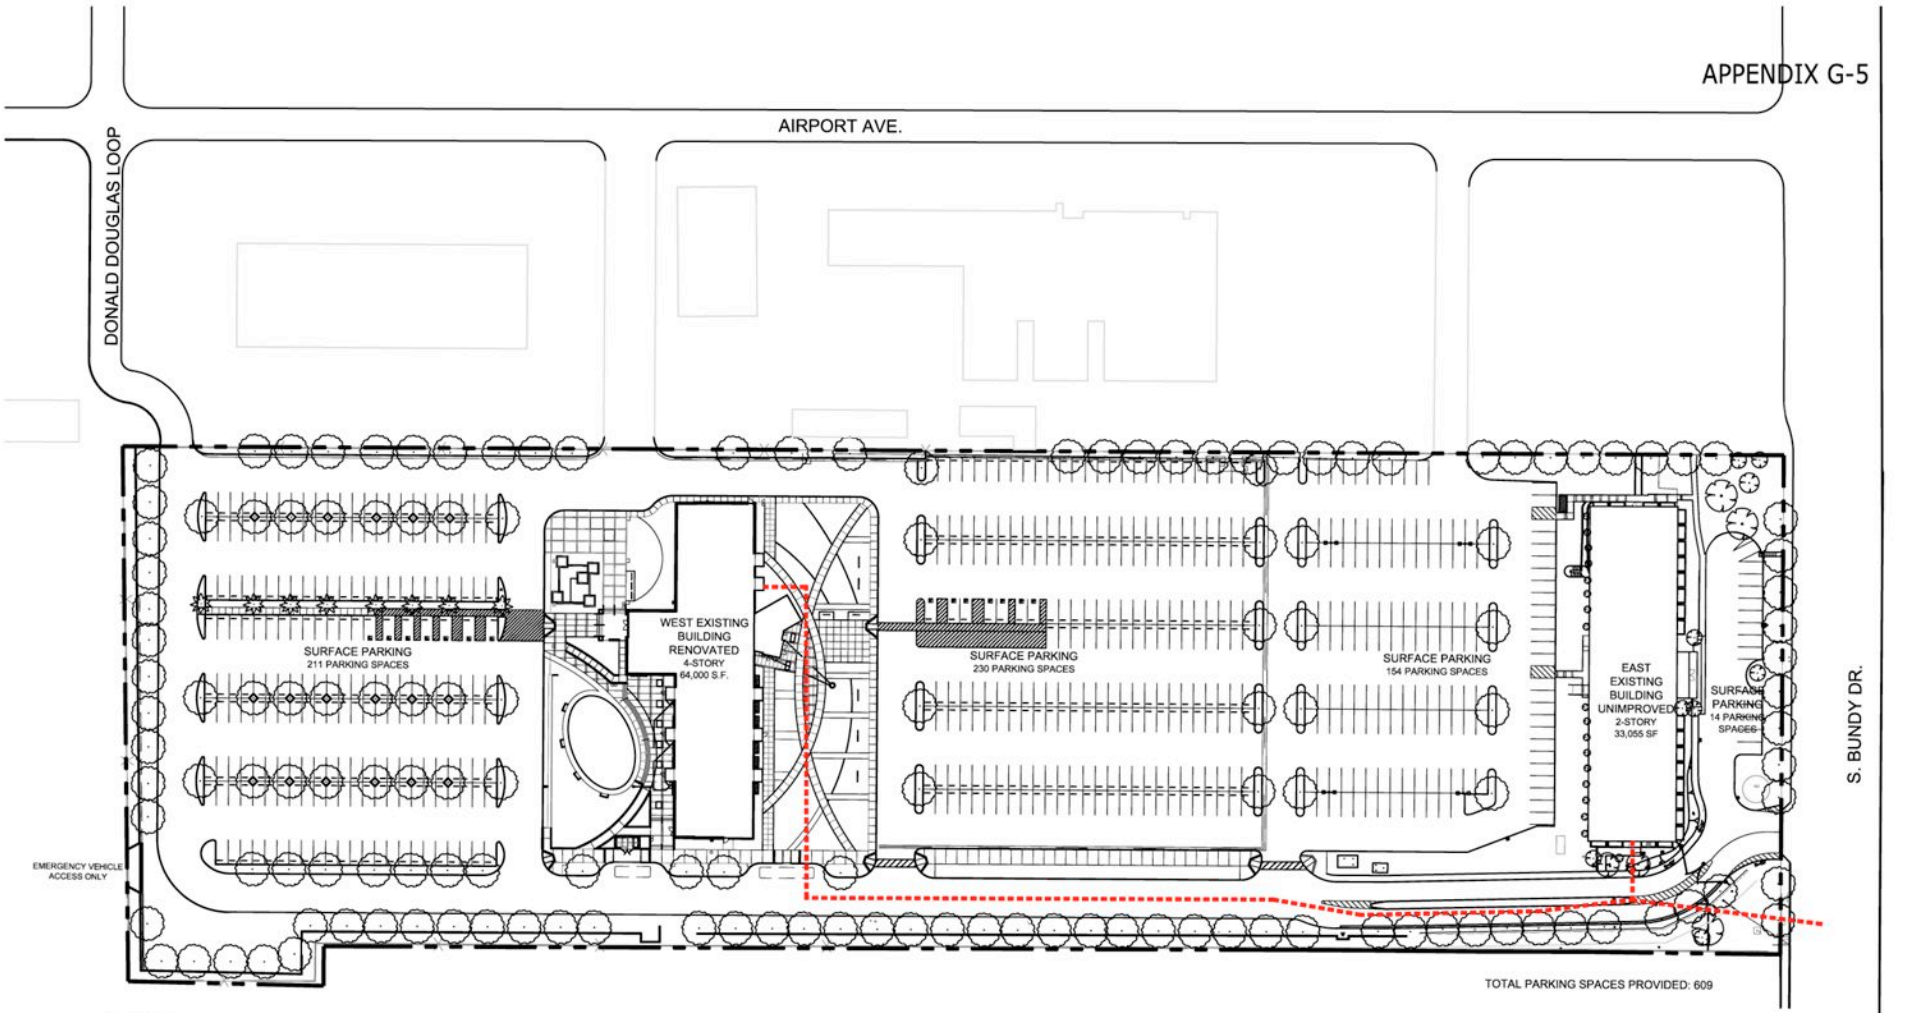 APPENDIX G-5
AIRPORT AVE.
DONALD DOUGLAS LOOP
SURFACE PARKING
211 PARKING SPACES
WEST EXISTING
BUILDING
RENOVATED
4-STORY
64,000 S.F.
SURFACE PARKING
230 PARKING SPACES
SURFACE PARKING
154 PARKING SPACES
EAST
EXISTING
BUILDING
UNIMPROVED
2-STORY
33,055 SF
SURFACE
PARKING
14 PARKING
SPACES
S. BUNDY DR.
EMERGENCY VEHICLE
ACCESS ONLY
TOTAL PARKING SPACES PROVIDED: 609